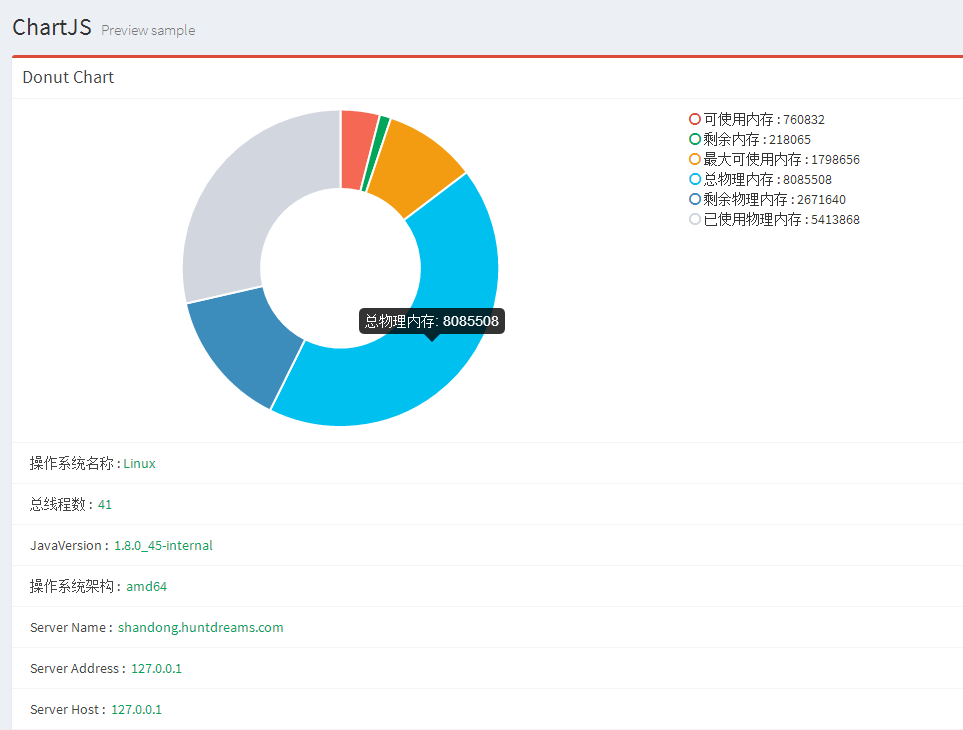 ChartJS Preview sample
Donut Chart
可使用内存 : 760832
剩余内存 : 218065
最大可使用内存 : 1798656
总物理内存 : 8085508
剩余物理内存 : 2671640
已使用物理内存 : 5413868
总物理内存: 8085508
操作系统名称 : Linux
总线程数 : 41
JavaVersion : 1.8.0_45-internal
操作系统架构 : amd64
Server Name : shandong.huntdreams.com
Server Address : 127.0.0.1
Server Host : 127.0.0.1